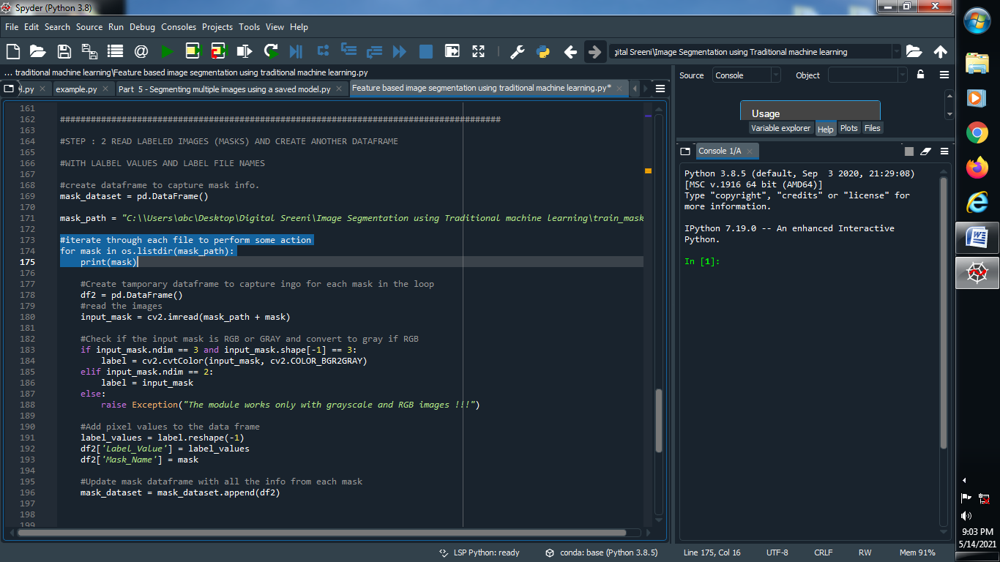 Spyder (Python 3.8)
File Edit Search Source Run Debug Consoles Projects Tools View Help
gital Sreeni\Image Segmentation using Traditional machine learning
... traditional machine learning\Feature based image segmentation using traditional machine learning.py
el.py
example.py
Part 5 - Segmenting multiple images using a saved model.py
Feature based image segmentation using traditional machine learning.py*
161
162 ######################################################################################
163
164 #STEP : 2 READ LABELED IMAGES (MASKS) AND CREATE ANOTHER DATAFRAME
165
166 #WITH LALBEL VALUES AND LABEL FILE NAMES
167
168 #create dataframe to capture mask info.
169 mask_dataset = pd.DataFrame()
170
171 mask_path = "C:\\Users\abc\Desktop\Digital Sreeni\Image Segmentation using Traditional machine learning\train_mask
172
173 #iterate through each file to perform some action
174 for mask in os.listdir(mask_path):
175     print(mask)
176
177     #Create tamporary dataframe to capture ingo for each mask in the loop
178     df2 = pd.DataFrame()
179     #read the images
180     input_mask = cv2.imread(mask_path + mask)
181
182     #Check if the input mask is RGB or GRAY and convert to gray if RGB
183     if input_mask.ndim == 3 and input_mask.shape[-1] == 3:
184         label = cv2.cvtColor(input_mask, cv2.COLOR_BGR2GRAY)
185     elif input_mask.ndim == 2:
186         label = input_mask
187     else:
188         raise Exception("The module works only with grayscale and RGB images !!!")
189
190     #Add pixel values to the data frame
191     label_values = label.reshape(-1)
192     df2['Label_Value'] = label_values
193     df2['Mask_Name'] = mask
194
195     #Update mask dataframe with all the info from each mask
196     mask_dataset = mask_dataset.append(df2)
197
198
199
Source Console Object
Usage
Variable explorer Help Plots Files
Console 1/A
Python 3.8.5 (default, Sep  3 2020, 21:29:08)
[MSC v.1916 64 bit (AMD64)]
Type "copyright", "credits" or "license" for
more information.
IPython 7.19.0 -- An enhanced Interactive
Python.
In [1]:
LSP Python: ready conda: base (Python 3.8.5) Line 175, Col 16 UTF-8 CRLF RW Mem 91%
9:03 PM
5/14/2021